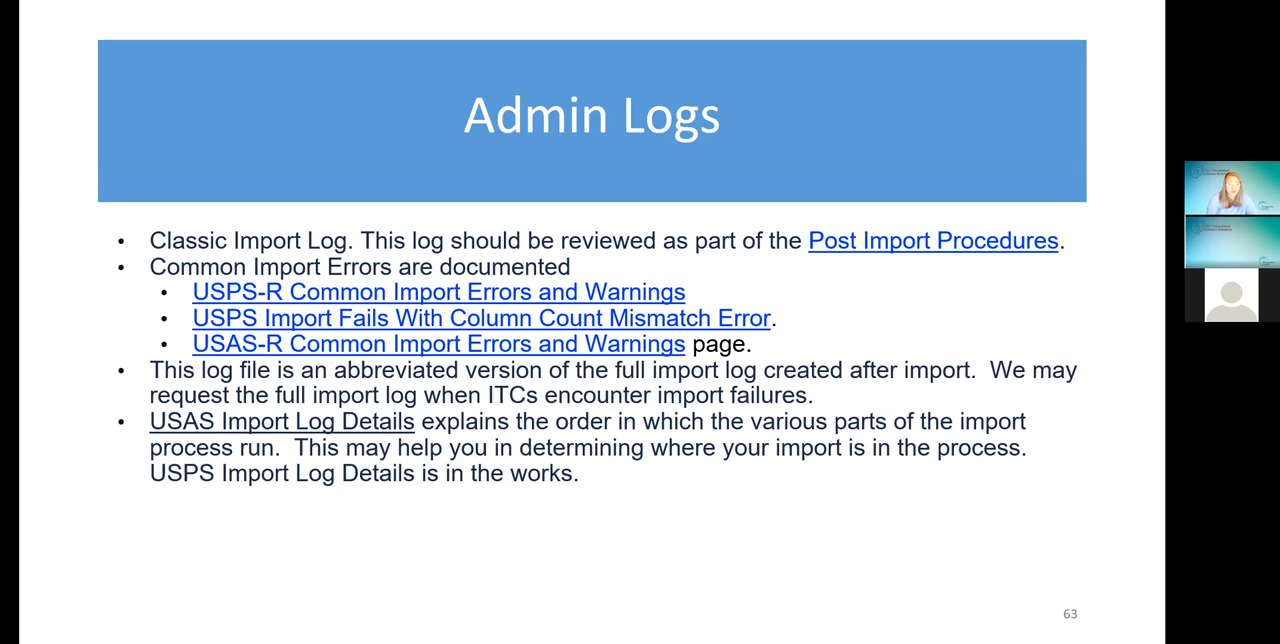 Admin Logs
• Classic Import Log. This log should be reviewed as part of the Post Import Procedures.
• Common Import Errors are documented
• USPS-R Common Import Errors and Warnings
• USPS Import Fails With Column Count Mismatch Error.
• USAS-R Common Import Errors and Warnings page.
• This log file is an abbreviated version of the full import log created after import.  We may
request the full import log when ITCs encounter import failures.
• USAS Import Log Details explains the order in which the various parts of the import
process run.  This may help you in determining where your import is in the process.
USPS Import Log Details is in the works.
63